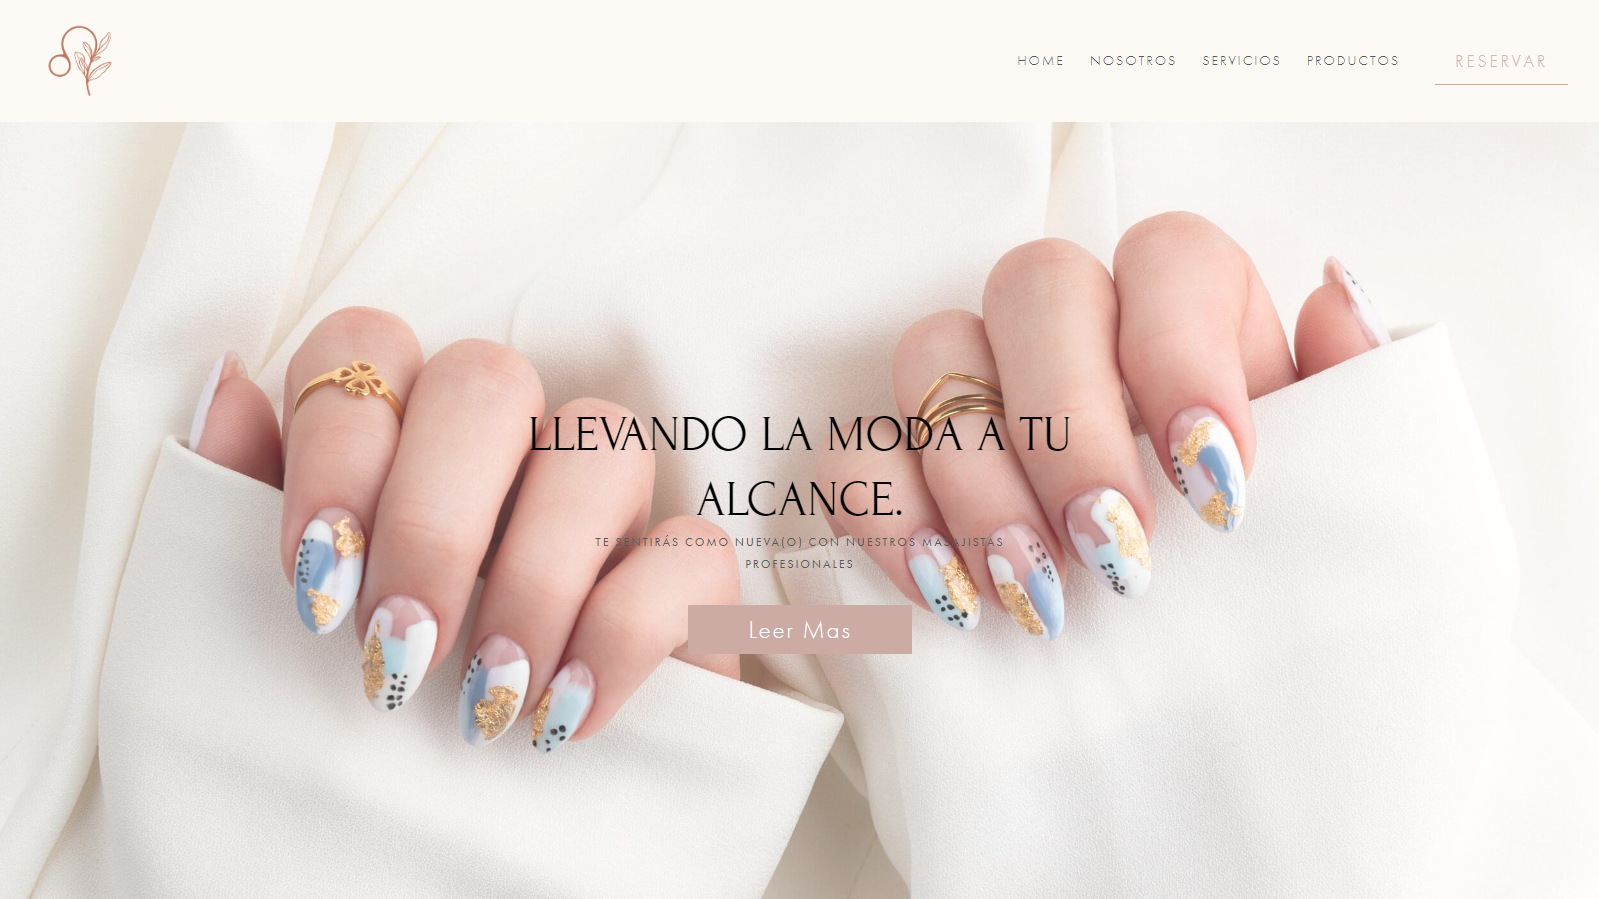 HOME NOSOTROS SERVICIOS PRODUCTOS RESERVAR
LLEVANDO LA MODA A TU
ALCANCE.
TE SENTIRÁS COMO NUEVA(O) CON NUESTROS MASAJISTAS
PROFESIONALES
Leer Mas